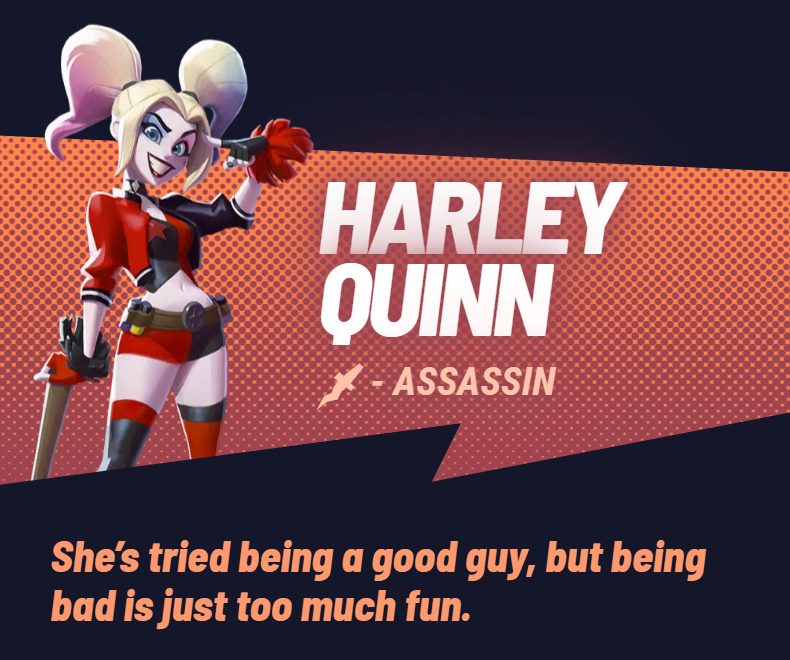 HARLEY
QUINN
- ASSASSIN
She’s tried being a good guy, but being
bad is just too much fun.